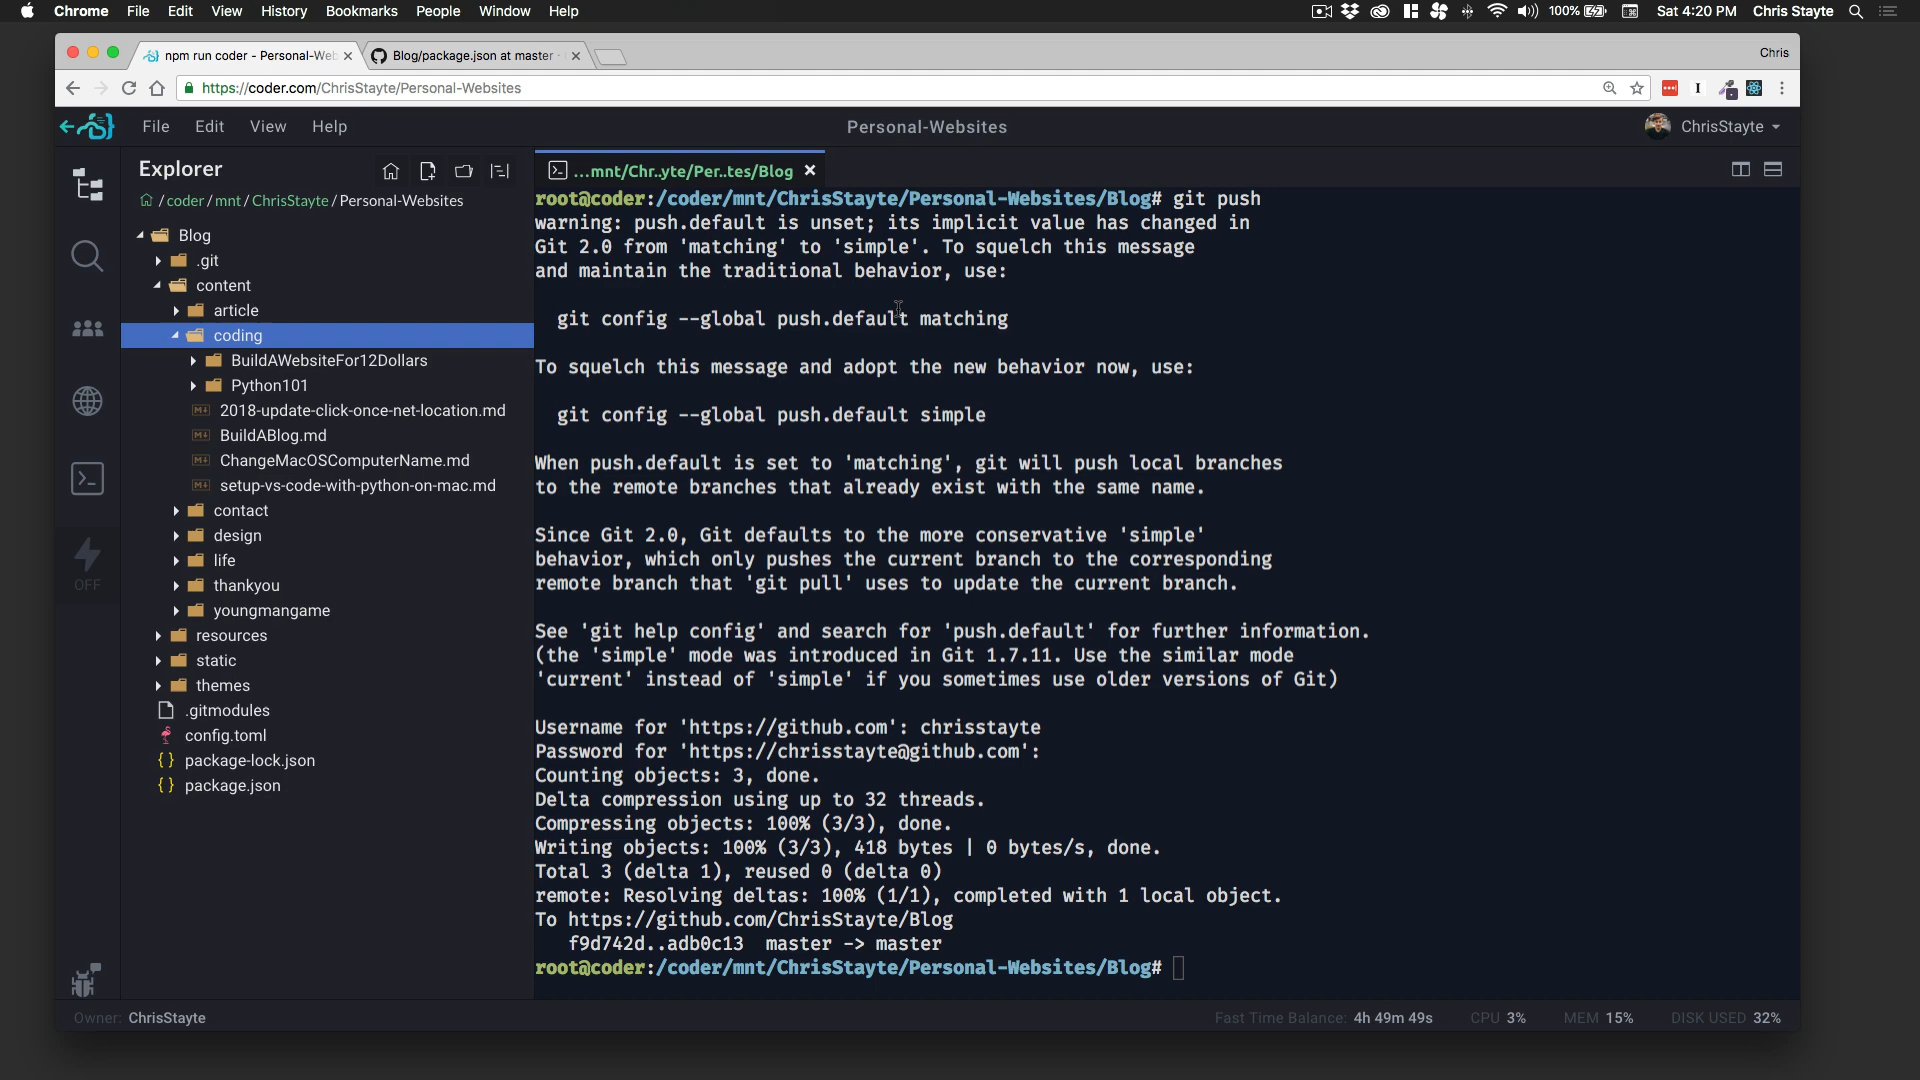 Chrome File Edit View History Bookmarks People Window Help 100% Sat 4:20 PM Chris Stayte
npm run coder - Personal-Web Blog/package.json at master · Chris
https://coder.com/ChrisStayte/Personal-Websites
File Edit View Help Personal-Websites ChrisStayte
Explorer
/ coder / mnt / ChrisStayte / Personal-Websites
Blog
.git
content
article
coding
BuildAWebsiteFor12Dollars
Python101
2018-update-click-once-net-location.md
BuildABlog.md
ChangeMacOSComputerName.md
setup-vs-code-with-python-on-mac.md
contact
design
life
thankyou
youngmangame
resources
static
themes
.gitmodules
config.toml
package-lock.json
package.json
OFF
...mnt/Chr..yte/Per..tes/Blog
root@coder:/coder/mnt/ChrisStayte/Personal-Websites/Blog# git push
warning: push.default is unset; its implicit value has changed in
Git 2.0 from 'matching' to 'simple'. To squelch this message
and maintain the traditional behavior, use:
git config --global push.default matching
To squelch this message and adopt the new behavior now, use:
git config --global push.default simple
When push.default is set to 'matching', git will push local branches
to the remote branches that already exist with the same name.
Since Git 2.0, Git defaults to the more conservative 'simple'
behavior, which only pushes the current branch to the corresponding
remote branch that 'git pull' uses to update the current branch.
See 'git help config' and search for 'push.default' for further information.
(the 'simple' mode was introduced in Git 1.7.11. Use the similar mode
'current' instead of 'simple' if you sometimes use older versions of Git)
Username for 'https://github.com': chrisstayte
Password for 'https://chrisstayte@github.com':
Counting objects: 3, done.
Delta compression using up to 32 threads.
Compressing objects: 100% (3/3), done.
Writing objects: 100% (3/3), 418 bytes | 0 bytes/s, done.
Total 3 (delta 1), reused 0 (delta 0)
remote: Resolving deltas: 100% (1/1), completed with 1 local object.
To https://github.com/ChrisStayte/Blog
f9d742d..adb0c13 master -> master
root@coder:/coder/mnt/ChrisStayte/Personal-Websites/Blog#
Owner: ChrisStayte Fast Time Balance: 4h 49m 49s CPU 3% MEM 15% DISK USED 32%